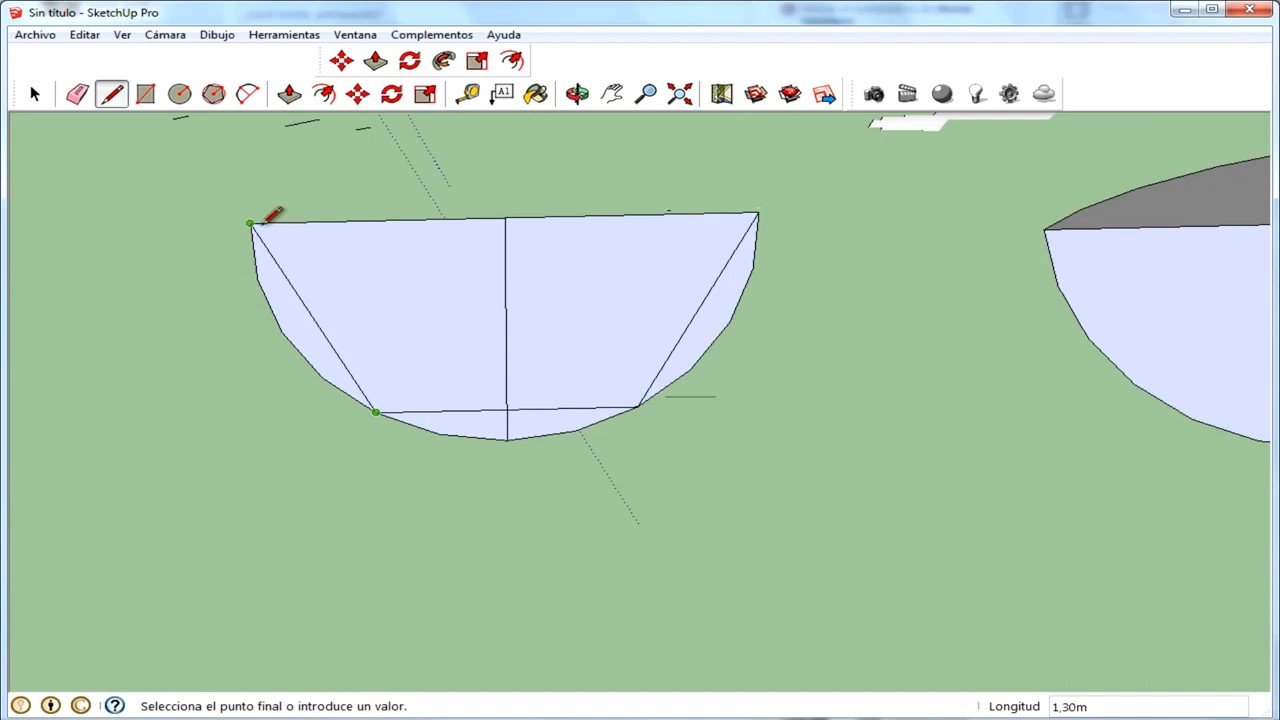 Sin título - SketchUp Pro
Archivo Editar Ver Cámara Dibujo Herramientas Ventana Complementos Ayuda
A1
Selecciona el punto final o introduce un valor. Longitud 1,30m